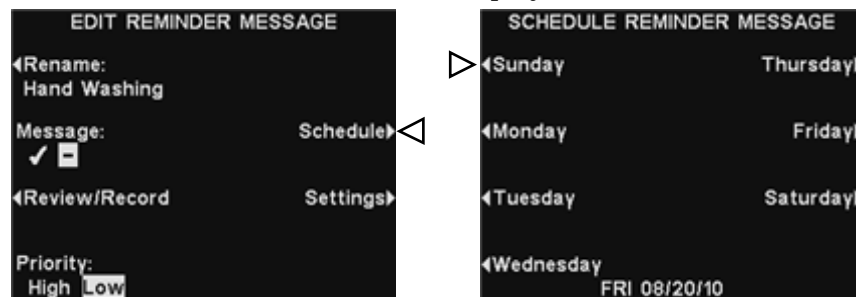 EDIT REMINDER MESSAGE
Rename:
Hand Washing
Message:
Schedule
✓ -
Review/Record
Settings
Priority:
High Low
SCHEDULE REMINDER MESSAGE
Sunday
Thursday
Monday
Friday
Tuesday
Saturday
Wednesday
FRI 08/20/10